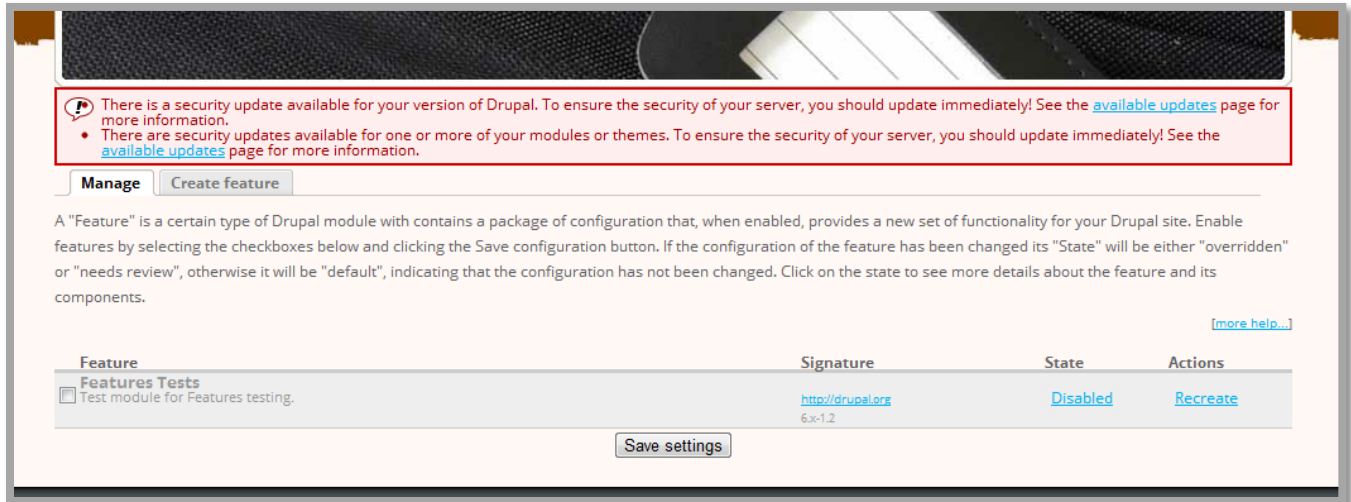 There is a security update available for your version of Drupal. To ensure the security of your server, you should update immediately! See the available updates page for
more information.
There are security updates available for one or more of your modules or themes. To ensure the security of your server, you should update immediately! See the
available updates page for more information.
Manage Create feature
A "Feature" is a certain type of Drupal module with contains a package of configuration that, when enabled, provides a new set of functionality for your Drupal site. Enable
features by selecting the checkboxes below and clicking the Save configuration button. If the configuration of the feature has been changed its "State" will be either "overridden"
or "needs review", otherwise it will be "default", indicating that the configuration has not been changed. Click on the state to see more details about the feature and its
components.
[more help...]
Feature Signature State Actions
Features Tests
Test module for Features testing. http://drupal.org Disabled Recreate
6.x-1.2
Save settings